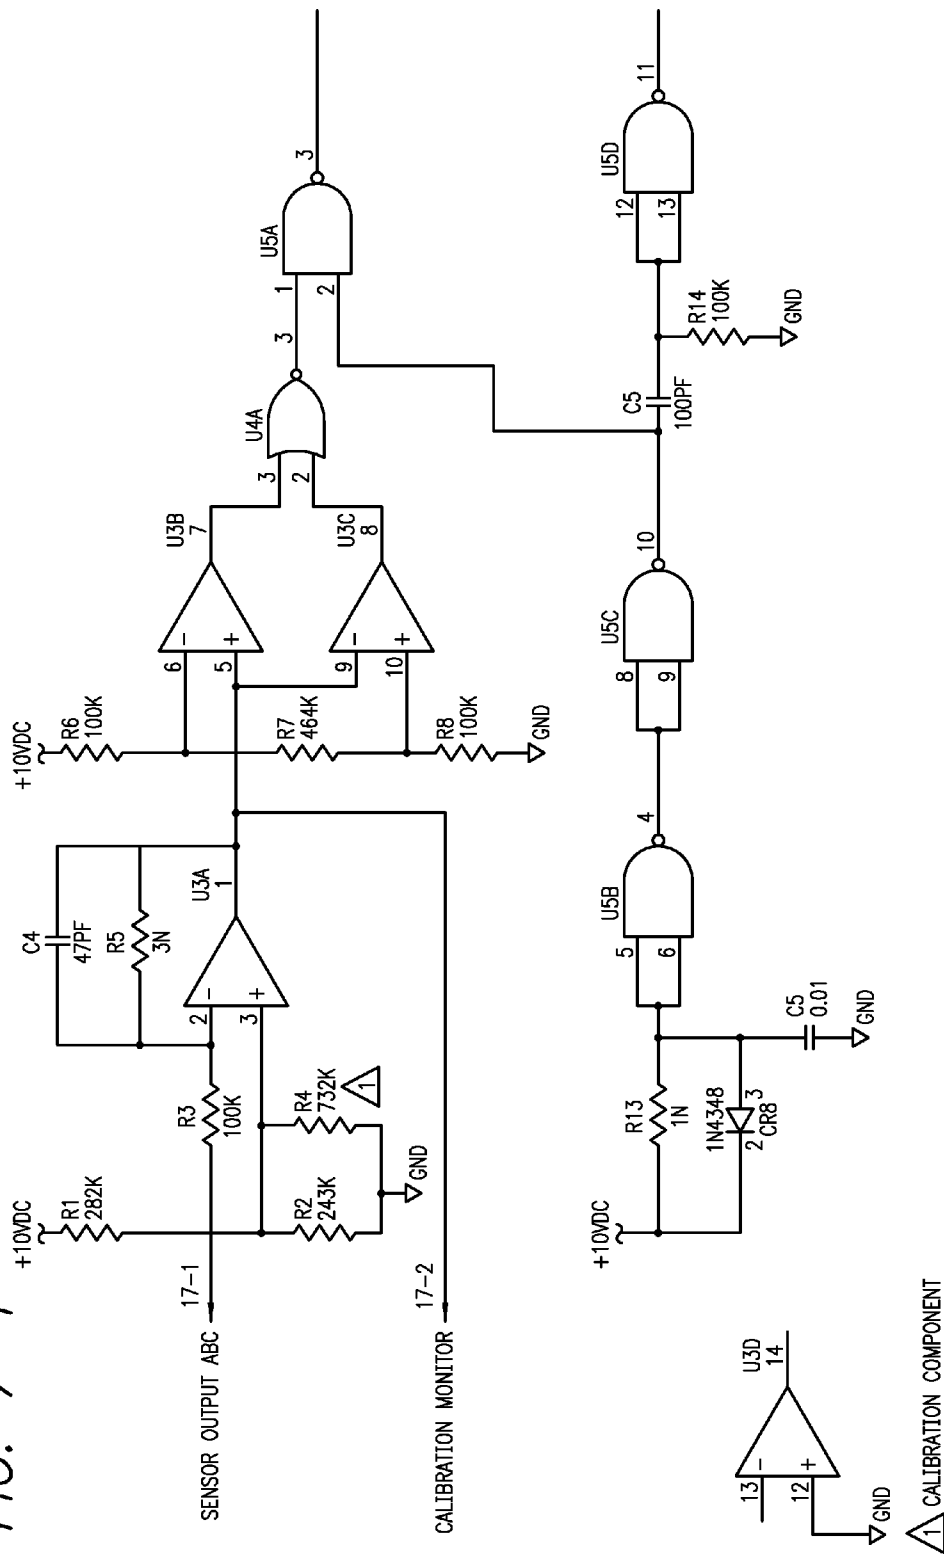 +10VDC
R1
282K
SENSOR OUTPUT ABC
17-1
R3
100K
R2
243K
R4
732K
1
GND
C4
47PF
R5
3N
2
3
-
+
U3A
1
CALIBRATION MONITOR
17-2
+10VDC
R6
100K
R7
464K
R8
100K
GND
6
5
-
+
U3B
7
9
10
-
+
U3C
8
3
2
U4A
3
1
2
U5A
3
+10VDC
R13
1N
1N4348
2
3
CR8
C5
0.01
GND
5
6
U5B
4
8
9
U5C
10
C5
100PF
R14
100K
GND
12
13
U5D
11
13
12
-
+
U3D
14
GND
1
CALIBRATION COMPONENT